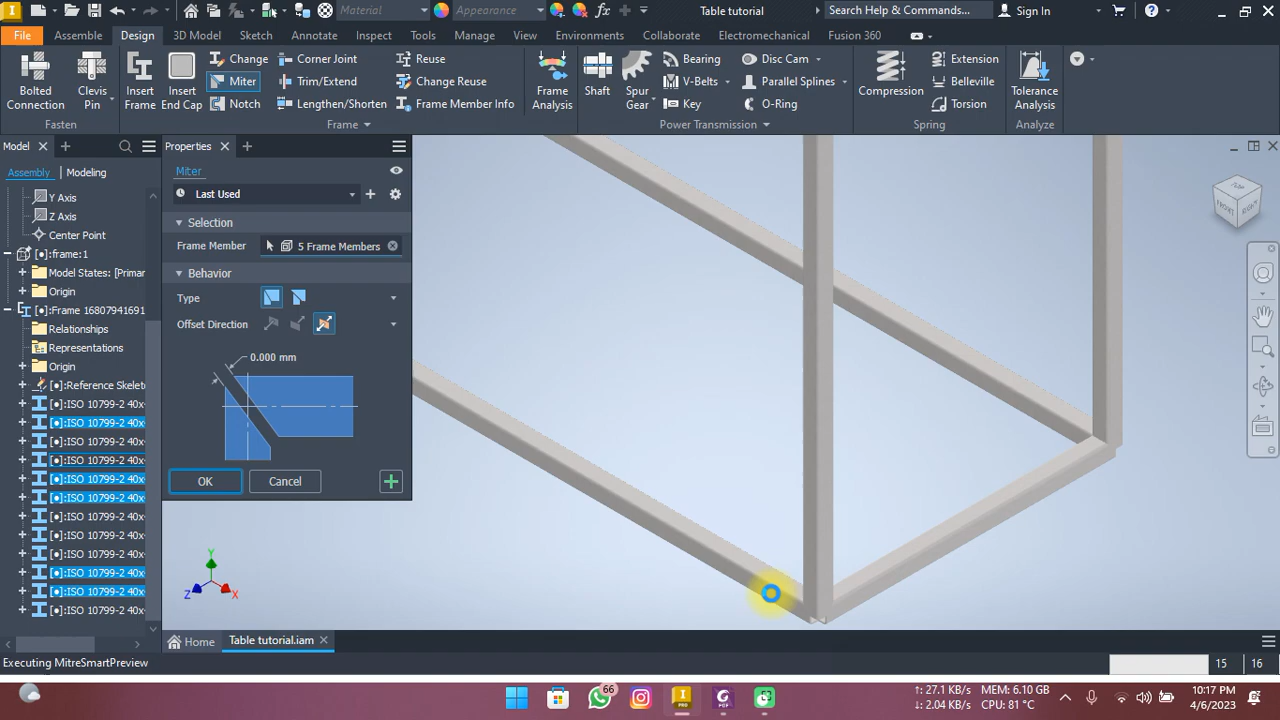 Material
Appearance
Table tutorial
Search Help & Commands...
Sign In
File
Assemble
Design
3D Model
Sketch
Annotate
Inspect
Tools
Manage
View
Environments
Collaborate
Electromechanical
Fusion 360
Bolted Connection
Clevis Pin
Insert Frame
Insert End Cap
Change
Miter
Notch
Corner Joint
Trim/Extend
Lengthen/Shorten
Reuse
Change Reuse
Frame Member Info
Frame Analysis
Shaft
Spur Gear
Bearing
V-Belts
Key
Disc Cam
Parallel Splines
O-Ring
Compression
Extension
Belleville
Torsion
Tolerance Analysis
Fasten
Frame
Power Transmission
Spring
Analyze
Model
Assembly
Modeling
Y Axis
Z Axis
Center Point
[•]:frame:1
Model States: [Primar
Origin
[•]:Frame 16807941691
Relationships
Representations
Origin
[•]:Reference Skelet
[•]:ISO 10799-2 40x
[•]:ISO 10799-2 40x
[•]:ISO 10799-2 40x
[•]:ISO 10799-2 40x
[•]:ISO 10799-2 40x
[•]:ISO 10799-2 40x
[•]:ISO 10799-2 40x
[•]:ISO 10799-2 40x
[•]:ISO 10799-2 40x
[•]:ISO 10799-2 40x
[•]:ISO 10799-2 40x
[•]:ISO 10799-2 40x
Properties
Miter
Last Used
Selection
Frame Member
5 Frame Members
Behavior
Type
Offset Direction
0.000 mm
OK
Cancel
TOP
FRONT
RIGHT
Y
Z
X
Home
Table tutorial.iam
Executing MitreSmartPreview
15
16
66
↑: 27.1 KB/s
↓: 2.04 KB/s
MEM: 6.10 GB
CPU: 81 °C
10:17 PM
4/6/2023